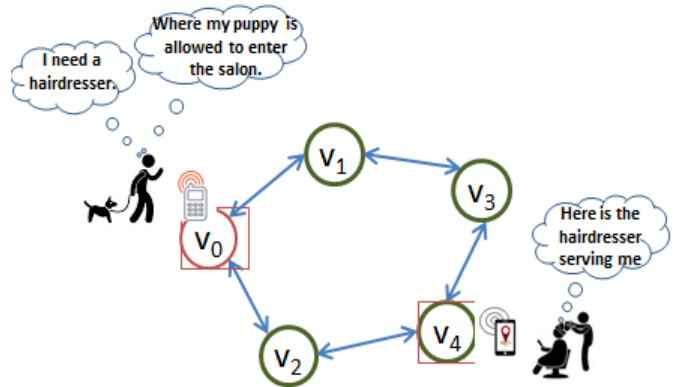 Where my puppy is
allowed to enter
the salon.
I need a
hairdresser.
v1
v3
v0
Here is the
hairdresser
serving me
v4
v2